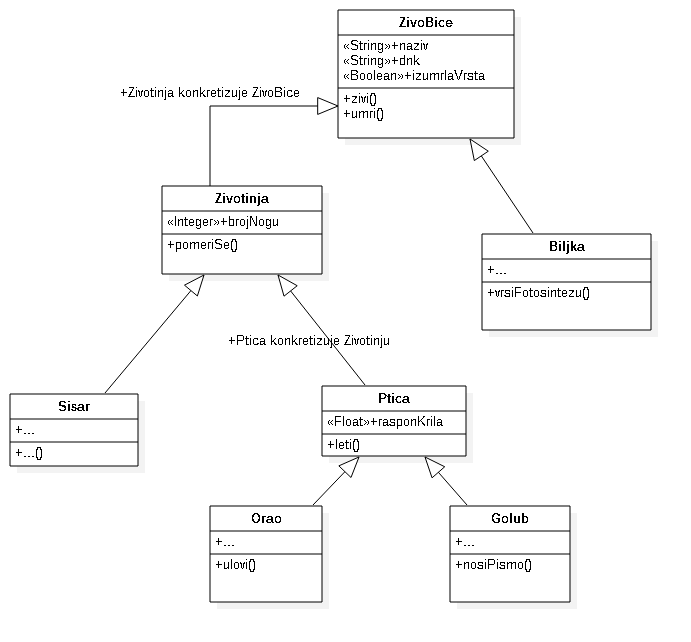 ZivoBice
«String»+naziv
«String»+dnk
«Boolean»+izumrlaVrsta
+zivi()
+umri()
+Zivotinja konkretizuje ZivoBice
Zivotinja
«Integer»+brojNogu
+pomeriSe()
Biljka
+...
+vrsiFotosintezu()
+Ptica konkretizuje Zivotinju
Sisar
+...
+...()
Ptica
«Float»+rasponKrila
+leti()
Orao
+...
+ulovi()
Golub
+...
+nosiPismo()